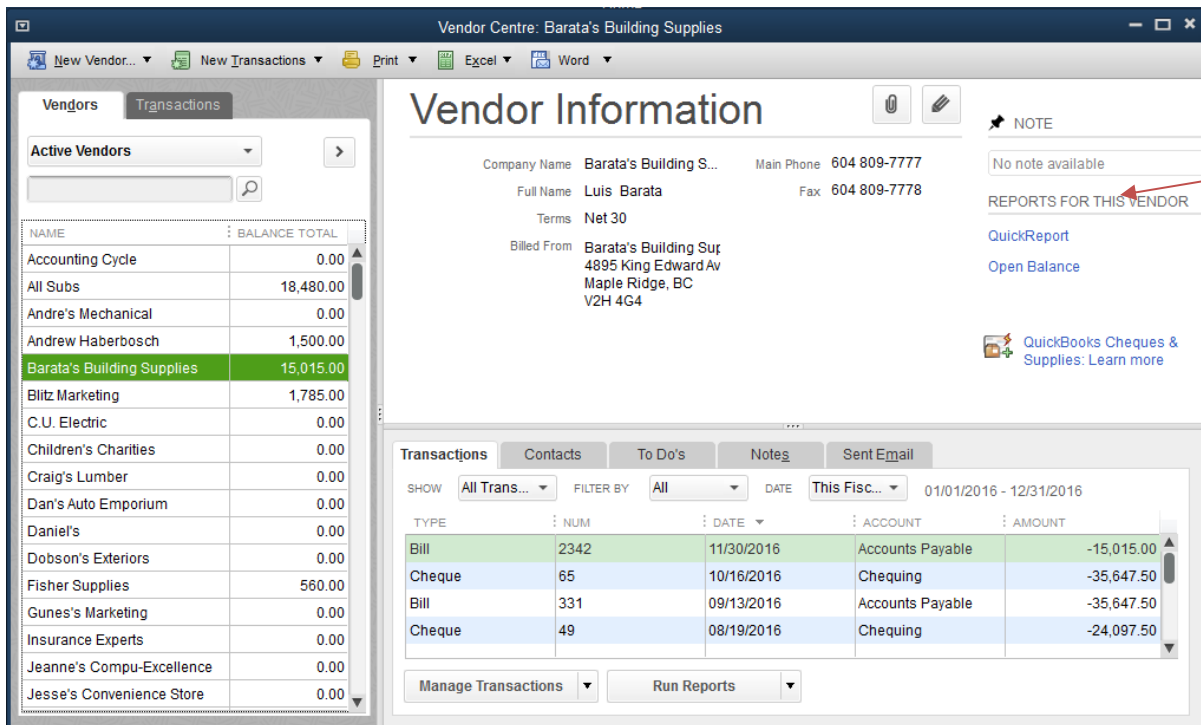 Vendor Centre: Barata's Building Supplies
New Vendor... New Transactions Print Excel Word
Vendors Transactions
Active Vendors
NAME BALANCE TOTAL
Accounting Cycle 0.00
All Subs 18,480.00
Andre's Mechanical 0.00
Andrew Haberbosch 1,500.00
Barata's Building Supplies 15,015.00
Blitz Marketing 1,785.00
C.U. Electric 0.00
Children's Charities 0.00
Craig's Lumber 0.00
Dan's Auto Emporium 0.00
Daniel's 0.00
Dobson's Exteriors 0.00
Fisher Supplies 560.00
Gunes's Marketing 0.00
Insurance Experts 0.00
Jeanne's Compu-Excellence 0.00
Jesse's Convenience Store 0.00
Vendor Information
Company Name Barata's Building S... Main Phone 604 809-7777
Full Name Luis Barata Fax 604 809-7778
Terms Net 30
Billed From Barata's Building Sup
4895 King Edward Av
Maple Ridge, BC
V2H 4G4
NOTE
No note available
REPORTS FOR THIS VENDOR
QuickReport
Open Balance
QuickBooks Cheques &
Supplies: Learn more
Transactions Contacts To Do's Notes Sent Email
SHOW All Trans... FILTER BY All DATE This Fisc... 01/01/2016 - 12/31/2016
TYPE NUM DATE ACCOUNT AMOUNT
Bill 2342 11/30/2016 Accounts Payable -15,015.00
Cheque 65 10/16/2016 Chequing -35,647.50
Bill 331 09/13/2016 Accounts Payable -35,647.50
Cheque 49 08/19/2016 Chequing -24,097.50
Manage Transactions Run Reports